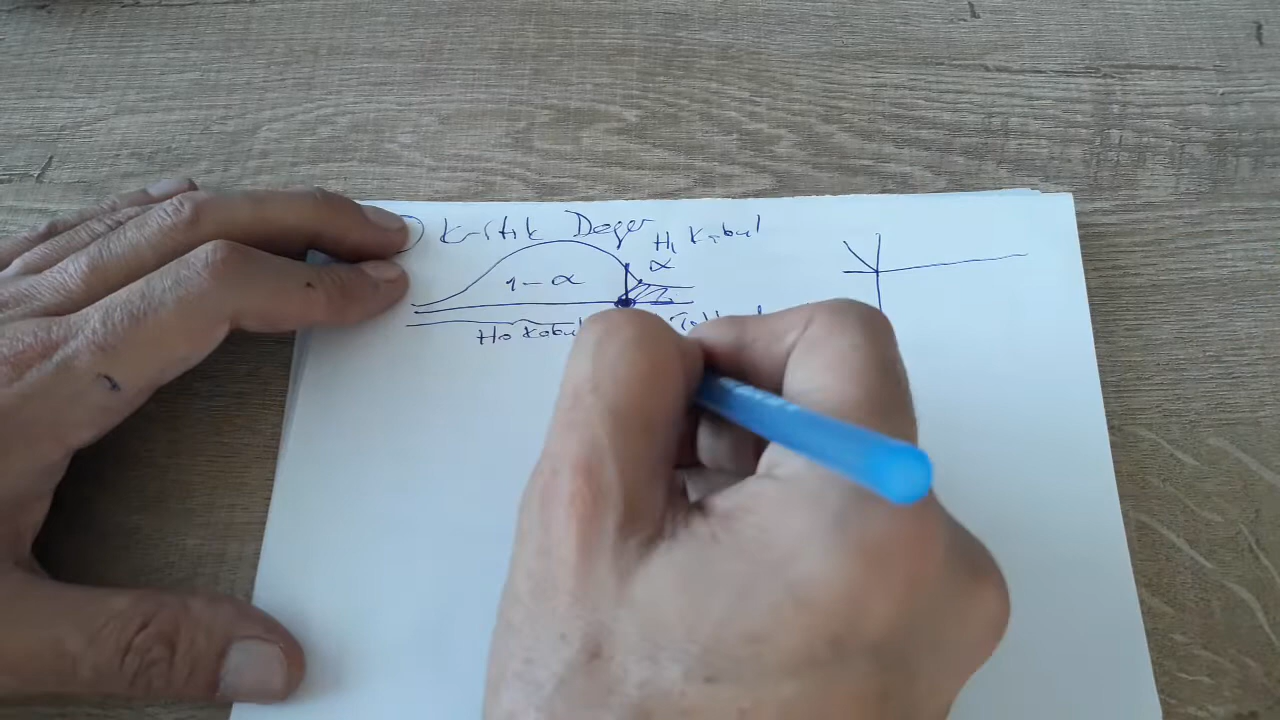 Kritik Değer
H₁ Kabul
α
1-α
H₀ Kabul